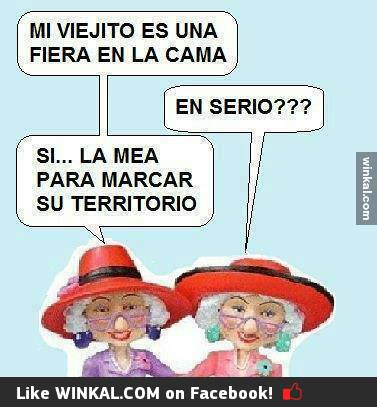 MI VIEJITO ES UNA
FIERA EN LA CAMA
EN SERIO???
SI... LA MEA
PARA MARCAR
SU TERRITORIO
winkal.com
Like WINKAL.COM on Facebook!